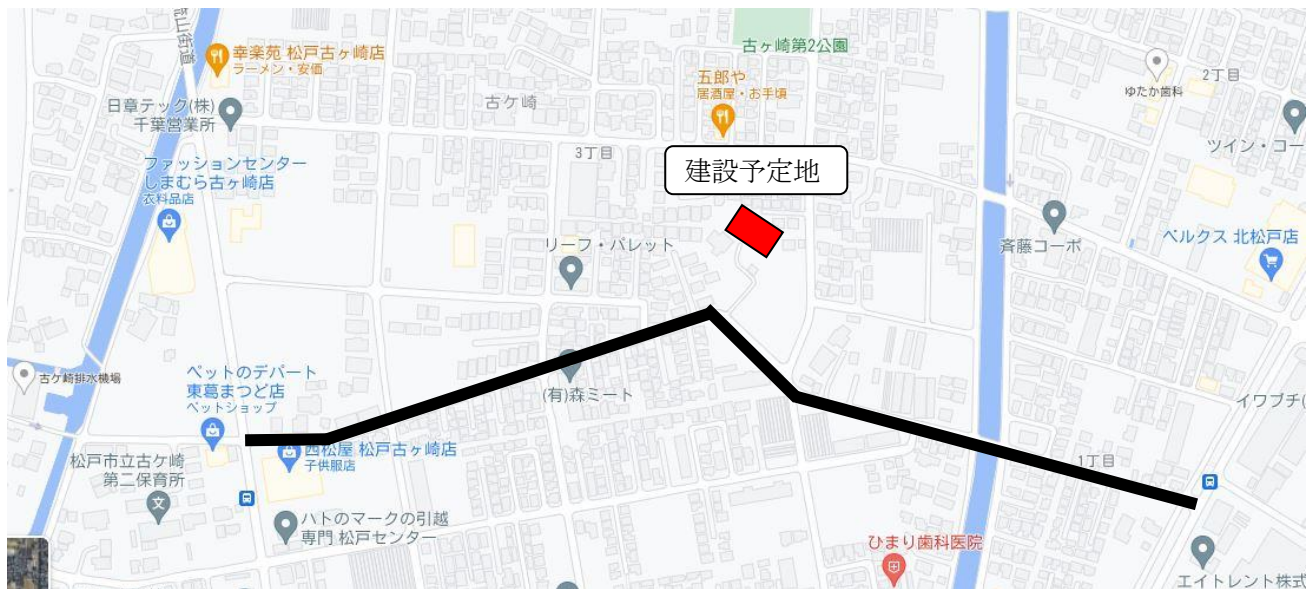 流山街道
幸楽苑 松戸古ヶ崎店
ラーメン・安価
日章テック(株)
千葉営業所
古ケ崎
古ヶ崎第2公園
五郎や
居酒屋・お手頃
3丁目
2丁目
ゆたか歯科
ツイン・コー
建設予定地
ファッションセンター
しまむら古ヶ崎店
衣料品店
リーフ・パレット
斉藤コーポ
ベルクス 北松戸店
古ケ崎排水機場
ペットのデパート
東葛まつど店
ペットショップ
(有)森ミート
イワブチ(
西松屋 松戸古ヶ崎店
子供服店
松戸市立古ケ崎
第二保育所
1丁目
ハトのマークの引越
専門 松戸センター
ひまり歯科医院
エイトレント株式